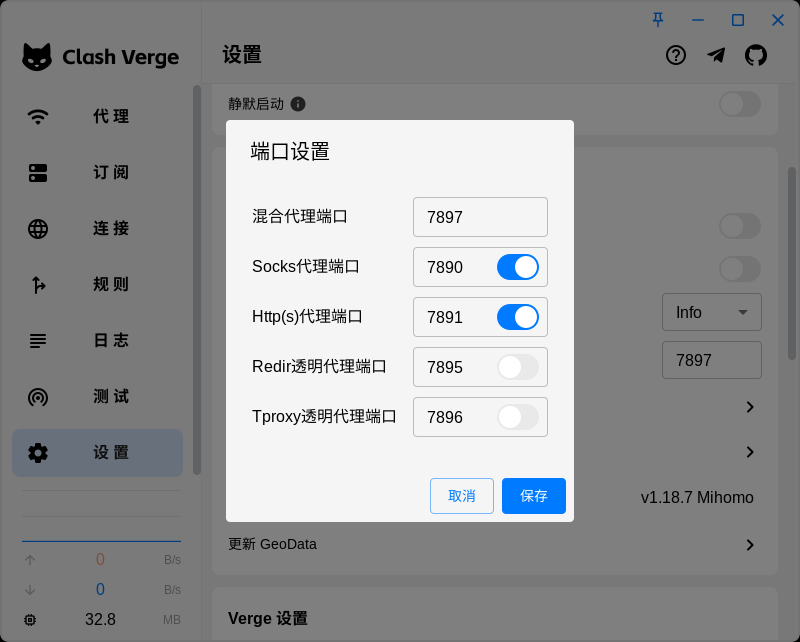 Clash Verge
代理
订阅
连接
规则
日志
测试
设置
0 B/s
0 B/s
32.8 MB
设置
静默启动
端口设置
混合代理端口 7897
Socks代理端口 7890
Http(s)代理端口 7891
Redir透明代理端口 7895
Tproxy透明代理端口 7896
取消 保存
Info
7897
v1.18.7 Mihomo
更新 GeoData
Verge 设置